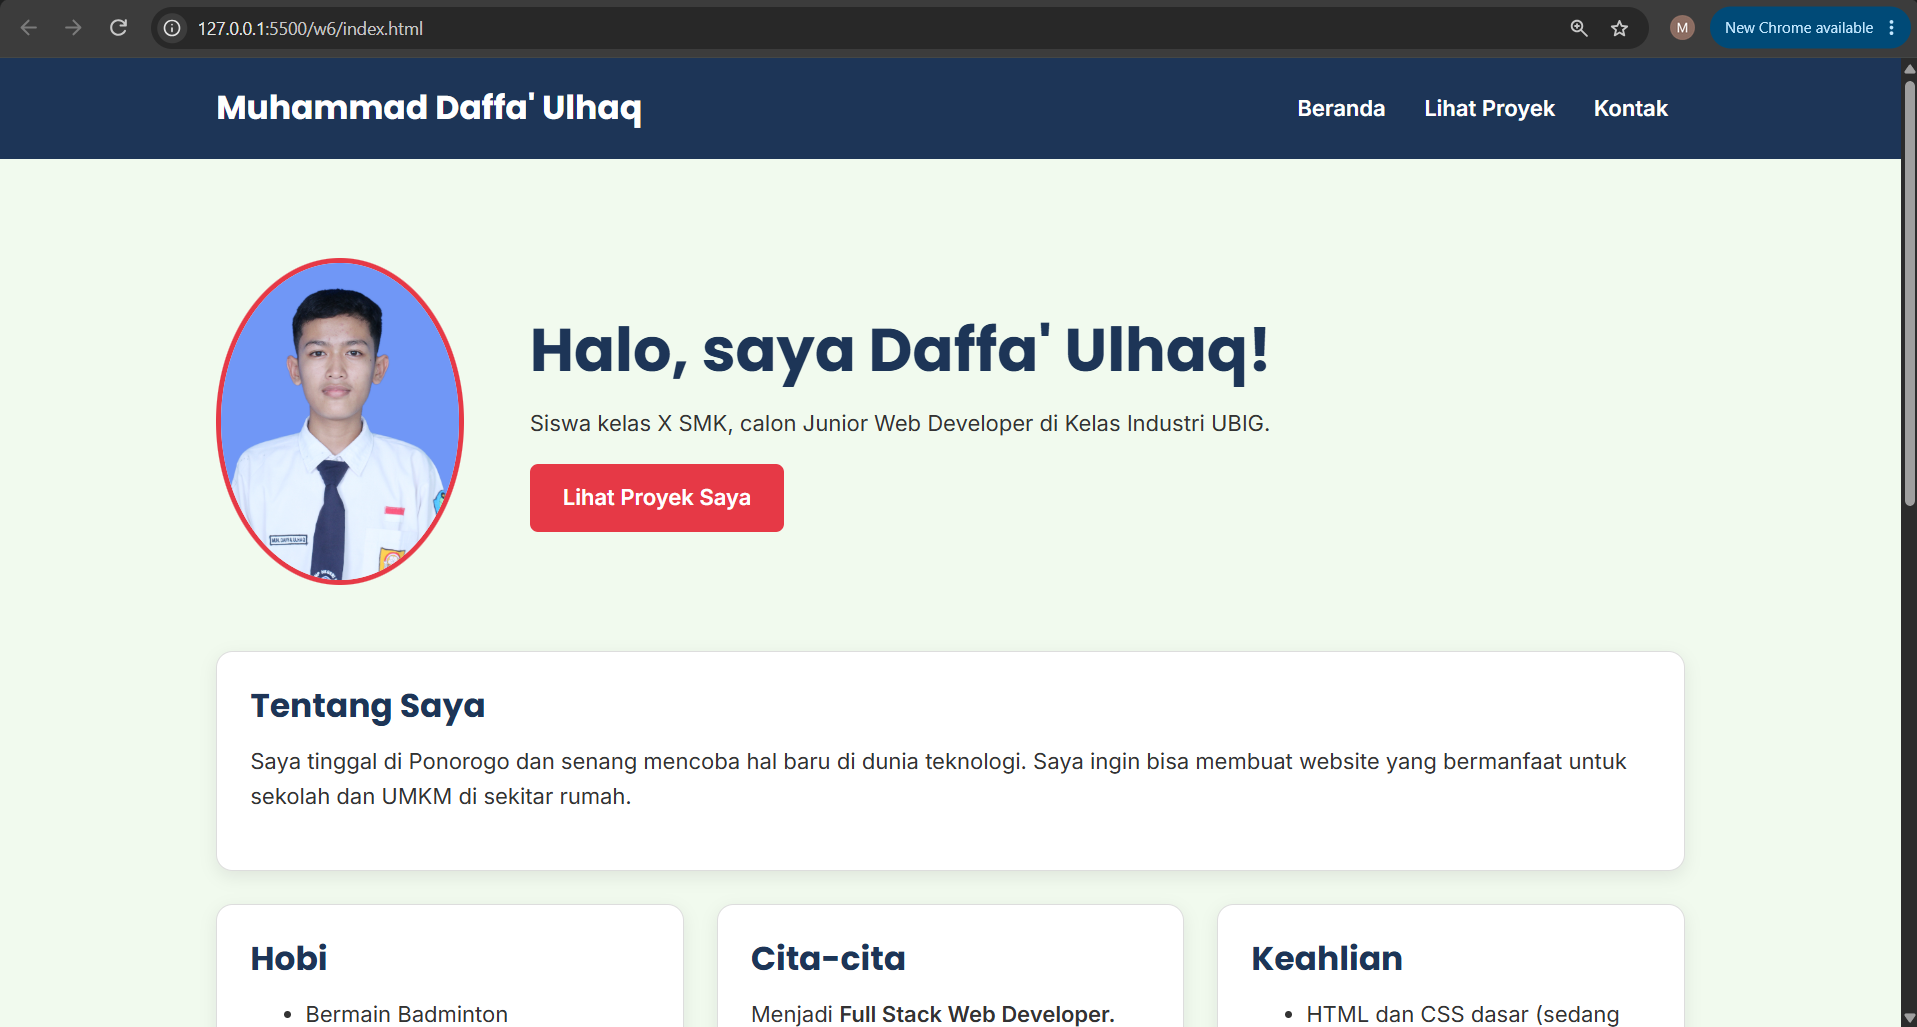 127.0.0.1:5500/w6/index.html
M
New Chrome available
Muhammad Daffa' Ulhaq
Beranda
Lihat Proyek
Kontak
Halo, saya Daffa' Ulhaq!
Siswa kelas X SMK, calon Junior Web Developer di Kelas Industri UBIG.
Lihat Proyek Saya
Tentang Saya
Saya tinggal di Ponorogo dan senang mencoba hal baru di dunia teknologi. Saya ingin bisa membuat website yang bermanfaat untuk
sekolah dan UMKM di sekitar rumah.
Hobi
• Bermain Badminton
Cita-cita
Menjadi Full Stack Web Developer.
Keahlian
• HTML dan CSS dasar (sedang